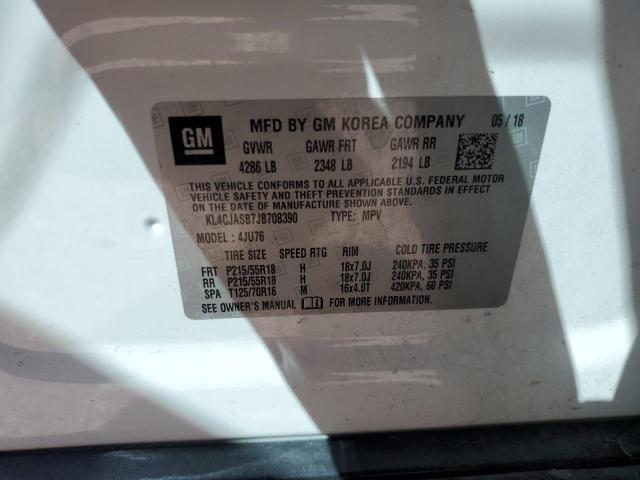 GM MFD BY GM KOREA COMPANY 05/18
GVWR GAWR FRT GAWR RR
4286 LB 2348 LB 2194 LB
THIS VEHICLE CONFORMS TO ALL APPLICABLE U.S. FEDERAL MOTOR
VEHICLE SAFETY AND THEFT PREVENTION STANDARDS IN EFFECT
ON THE DATE OF MANUFACTURE SHOWN ABOVE.
KL4CJASB7JB708390 TYPE: MPV
MODEL : 4JU76
TIRE SIZE SPEED RTG RIM COLD TIRE PRESSURE
FRT P215/55R18 H 18x7.0J 240KPA, 35 PSI
RR P215/55R18 H 18x7.0J 240KPA, 35 PSI
SPA T125/70R16 M 16x4.0T 420KPA, 60 PSI
SEE OWNER'S MANUAL FOR MORE INFORMATION.